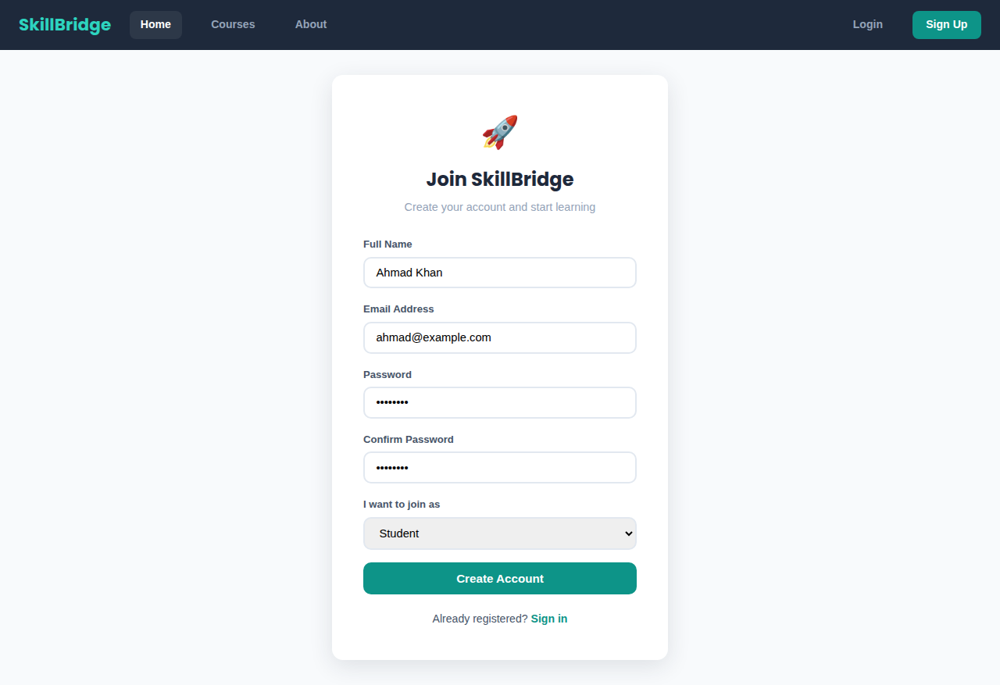 SkillBridge Home Courses About Login Sign Up
Join SkillBridge
Create your account and start learning
Full Name
Ahmad Khan
Email Address
ahmad@example.com
Password
••••••••
Confirm Password
••••••••
I want to join as
Student
Create Account
Already registered? Sign in